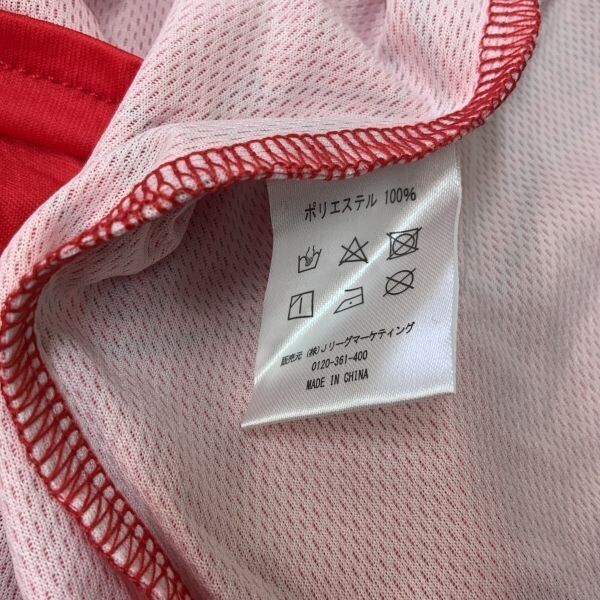 ポリエステル 100%
販売元 (株)Jリーグマーケティング
0120-361-400
MADE IN CHINA